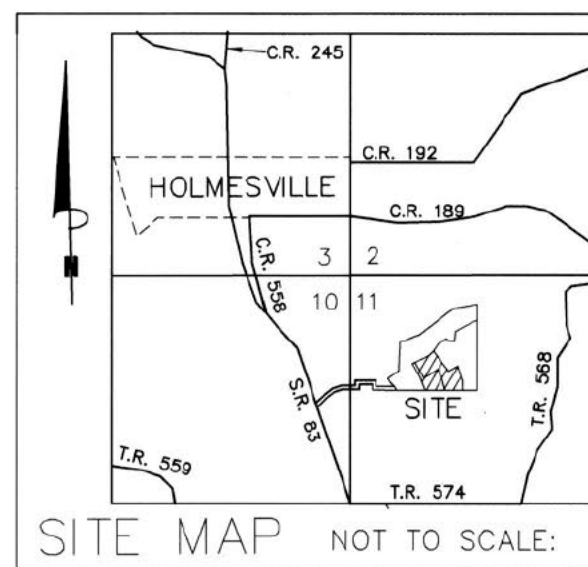 C.R. 245
C.R. 192
HOLMESVILLE
C.R. 189
N
3 2
C.R. 558
10 11
S.R. 83
SITE
T.R. 568
T.R. 559
T.R. 574
SITE MAP NOT TO SCALE: